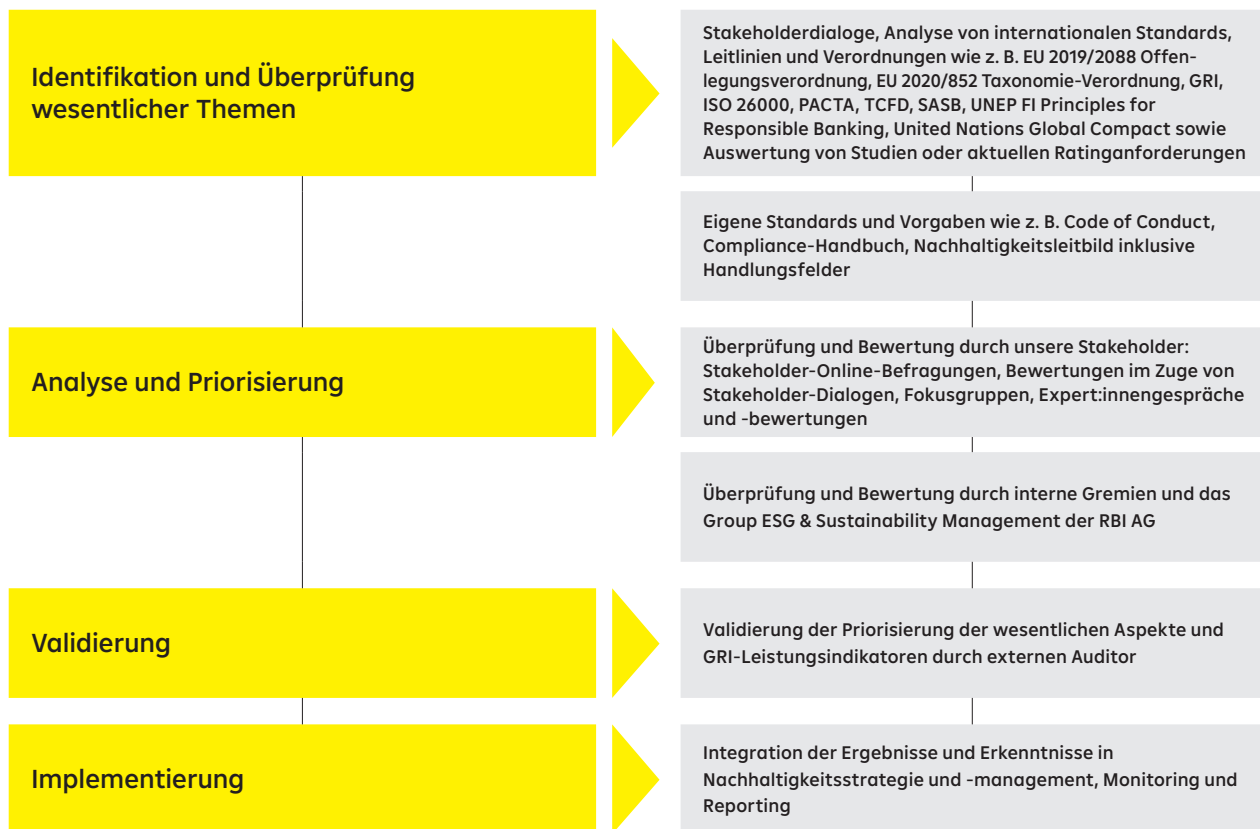 Identifikation und Überprüfung
wesentlicher Themen
Stakeholderdialoge, Analyse von internationalen Standards,
Leitlinien und Verordnungen wie z. B. EU 2019/2088 Offen-
legungsverordnung, EU 2020/852 Taxonomie-Verordnung, GRI,
ISO 26000, PACTA, TCFD, SASB, UNEP FI Principles for
Responsible Banking, United Nations Global Compact sowie
Auswertung von Studien oder aktuellen Ratinganforderungen
Eigene Standards und Vorgaben wie z. B. Code of Conduct,
Compliance-Handbuch, Nachhaltigkeitsleitbild inklusive
Handlungsfelder
Analyse und Priorisierung
Überprüfung und Bewertung durch unsere Stakeholder:
Stakeholder-Online-Befragungen, Bewertungen im Zuge von
Stakeholder-Dialogen, Fokusgruppen, Expert:innengespräche
und -bewertungen
Überprüfung und Bewertung durch interne Gremien und das
Group ESG & Sustainability Management der RBI AG
Validierung
Validierung der Priorisierung der wesentlichen Aspekte und
GRI-Leistungsindikatoren durch externen Auditor
Implementierung
Integration der Ergebnisse und Erkenntnisse in
Nachhaltigkeitsstrategie und -management, Monitoring und
Reporting